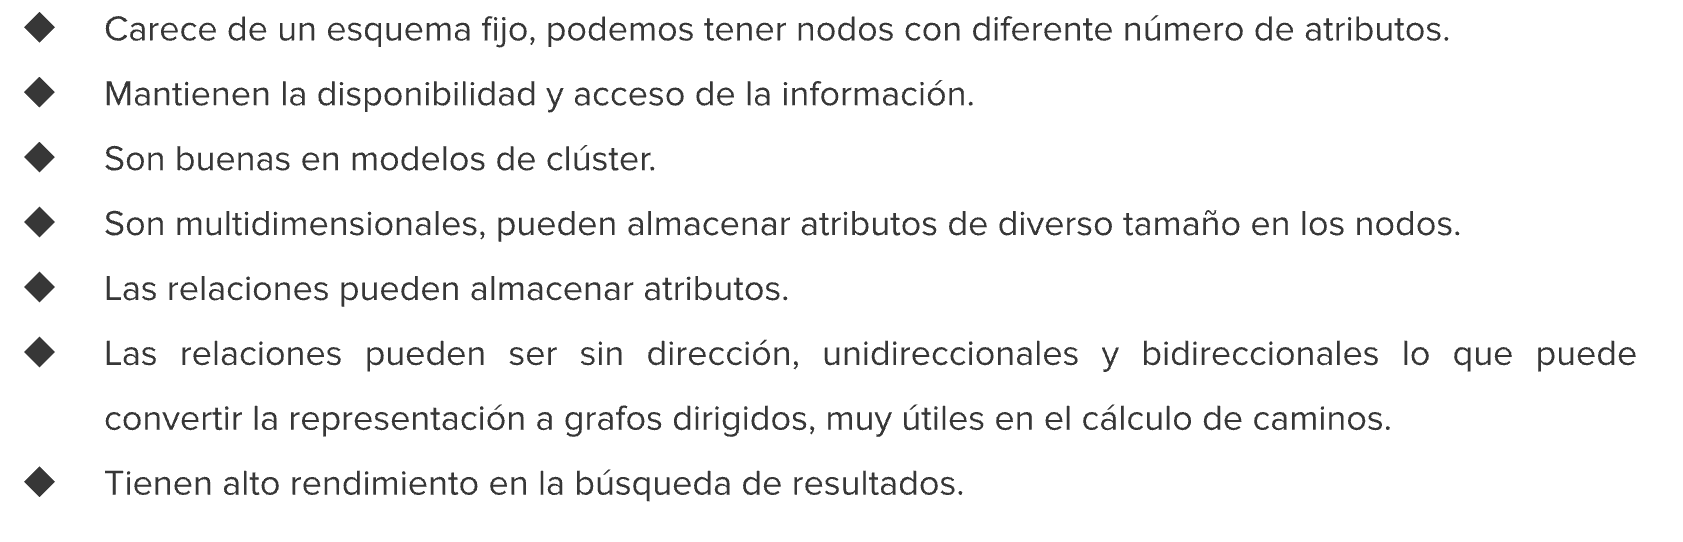 ◆ Carece de un esquema fijo, podemos tener nodos con diferente número de atributos.
◆ Mantienen la disponibilidad y acceso de la información.
◆ Son buenas en modelos de clúster.
◆ Son multidimensionales, pueden almacenar atributos de diverso tamaño en los nodos.
◆ Las relaciones pueden almacenar atributos.
◆ Las relaciones pueden ser sin dirección, unidireccionales y bidireccionales lo que puede
convertir la representación a grafos dirigidos, muy útiles en el cálculo de caminos.
◆ Tienen alto rendimiento en la búsqueda de resultados.